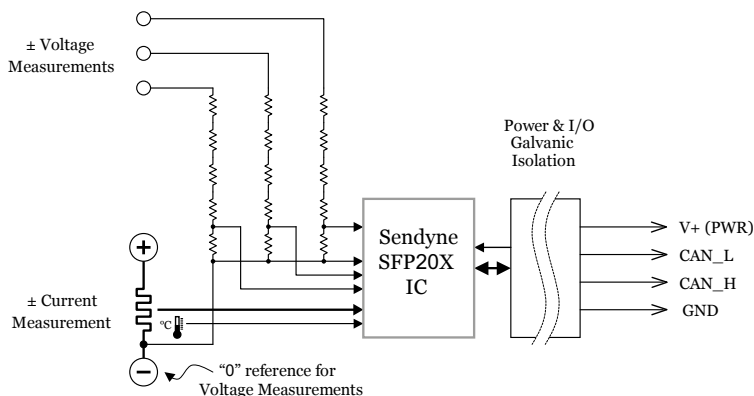 ± Voltage
Measurements
Power & I/O
Galvanic
Isolation
Sendyne
SFP20X
IC
V+ (PWR)
CAN_L
CAN_H
GND
+
± Current
Measurement
ºC
−
“0” reference for
Voltage Measurements